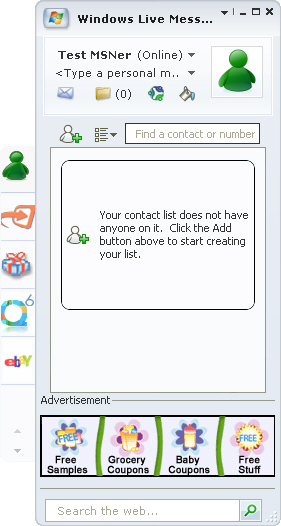 Windows Live Mess...
Test MSNer (Online)
<Type a personal m..
(0)
Find a contact or number
Your contact list does not have
anyone on it. Click the Add
button above to start creating
your list.
6
ebY
Advertisement
FREE
Free
Samples
Grocery
Coupons
Baby
Coupons
FREE
Free
Stuff
Search the web...